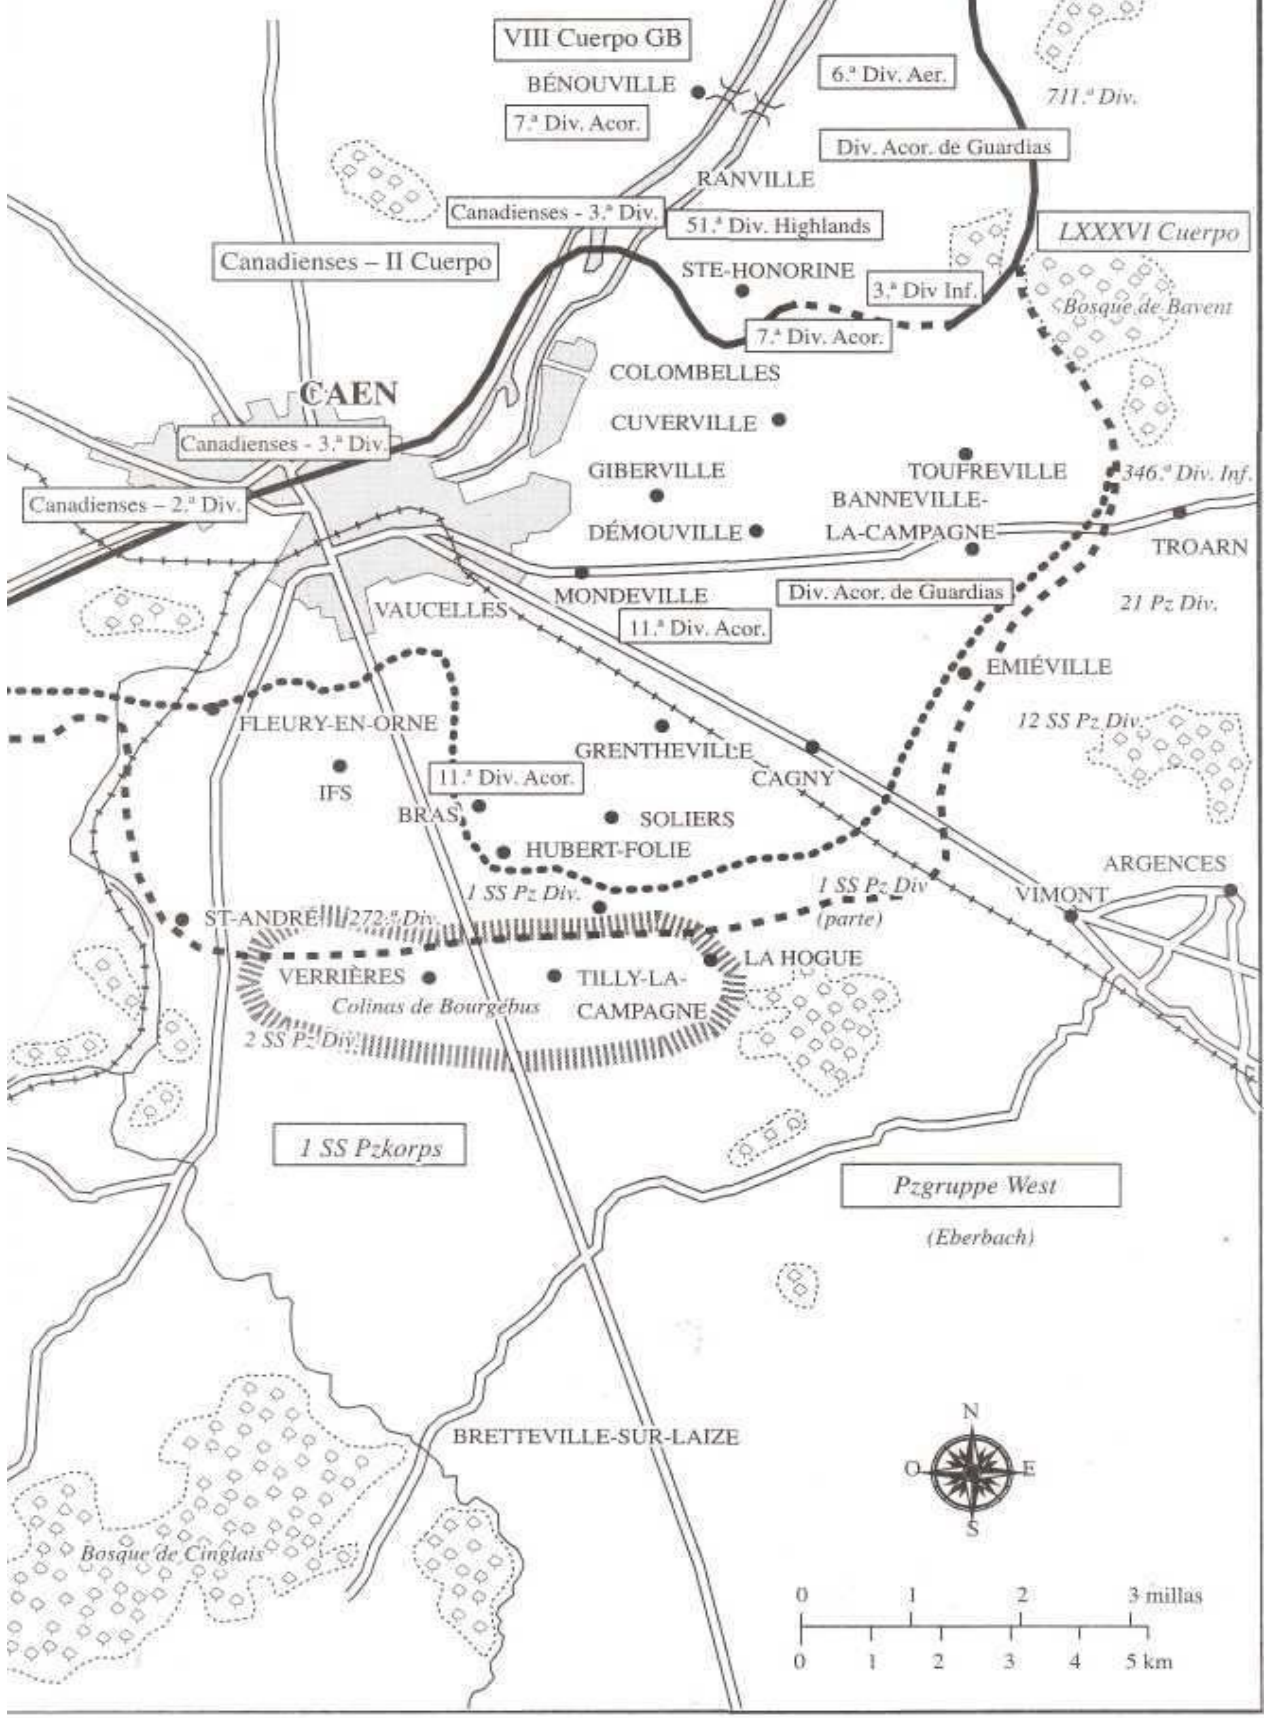 VIII Cuerpo GB
BÉNOUVILLE
6.ª Div. Aer.
711.ª Div.
7.ª Div. Acor.
Div. Acor. de Guardias
RANVILLE
Canadienses - 3.ª Div.
51.ª Div. Highlands
LXXXVI Cuerpo
Canadienses – II Cuerpo
STE-HONORINE
3.ª Div Inf.
Bosque de Bavent
7.ª Div. Acor.
COLOMBELLES
CAEN
CUVERVILLE
Canadienses - 3.ª Div.
GIBERVILLE
TOUFREVILLE
346.ª Div. Inf.
Canadienses – 2.ª Div.
BANNEVILLE-
LA-CAMPAGNE
DÉMOUVILLE
TROARN
MONDEVILLE
Div. Acor. de Guardias
21 Pz Div.
VAUCELLES
11.ª Div. Acor.
EMIÉVILLE
FLEURY-EN-ORNE
12 SS Pz Div.
GRENTHEVILLE
CAGNY
11.ª Div. Acor.
IFS
BRAS
SOLIERS
HUBERT-FOLIE
ARGENCES
1 SS Pz Div.
1 SS Pz Div
(parte)
VIMONT
ST-ANDRÉ
272.ª Div.
LA HOGUE
VERRIÈRES
TILLY-LA-
CAMPAGNE
Colinas de Bourgébus
2 SS Pz Div.
1 SS Pzkorps
Pzgruppe West
(Eberbach)
BRETTEVILLE-SUR-LAIZE
N
O
E
S
Bosque de Cinglais
0 1 2 3 millas
0 1 2 3 4 5 km